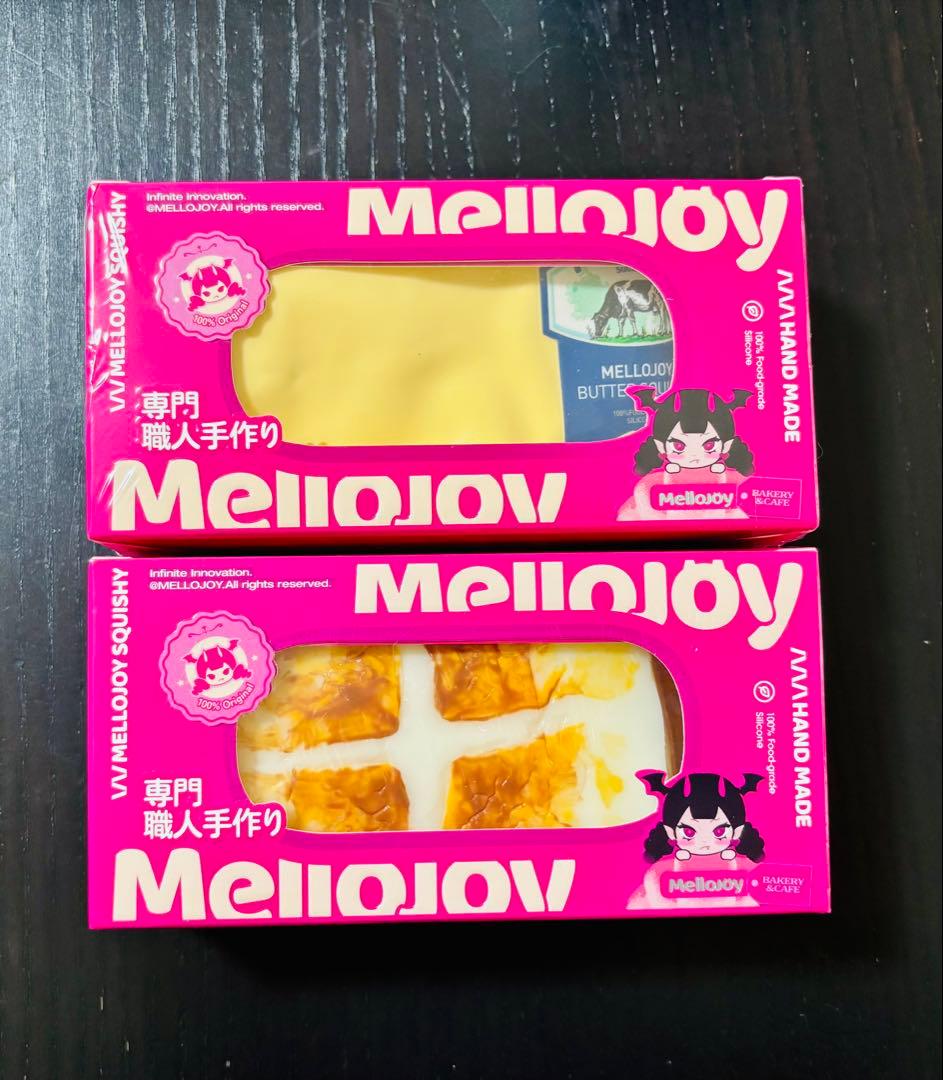 Infinite Innovation.
@MELLOJOY.All rights reserved.
MelloJoy
MELLOJOY SQUISHY
100% Original
HAND MADE
100% Food-grade
Silicone
MELLOJOY
BUTTER SQUI
100%FOOD
SILIC
専門
職人手作り
MelloJoy
MelloJoy
BAKERY
&CAFE
Infinite Innovation.
@MELLOJOY.All rights reserved.
MelloJoy
MELLOJOY SQUISHY
100% Original
HAND MADE
100% Food-grade
Silicone
専門
職人手作り
MelloJoy
MelloJoy
BAKERY
&CAFE